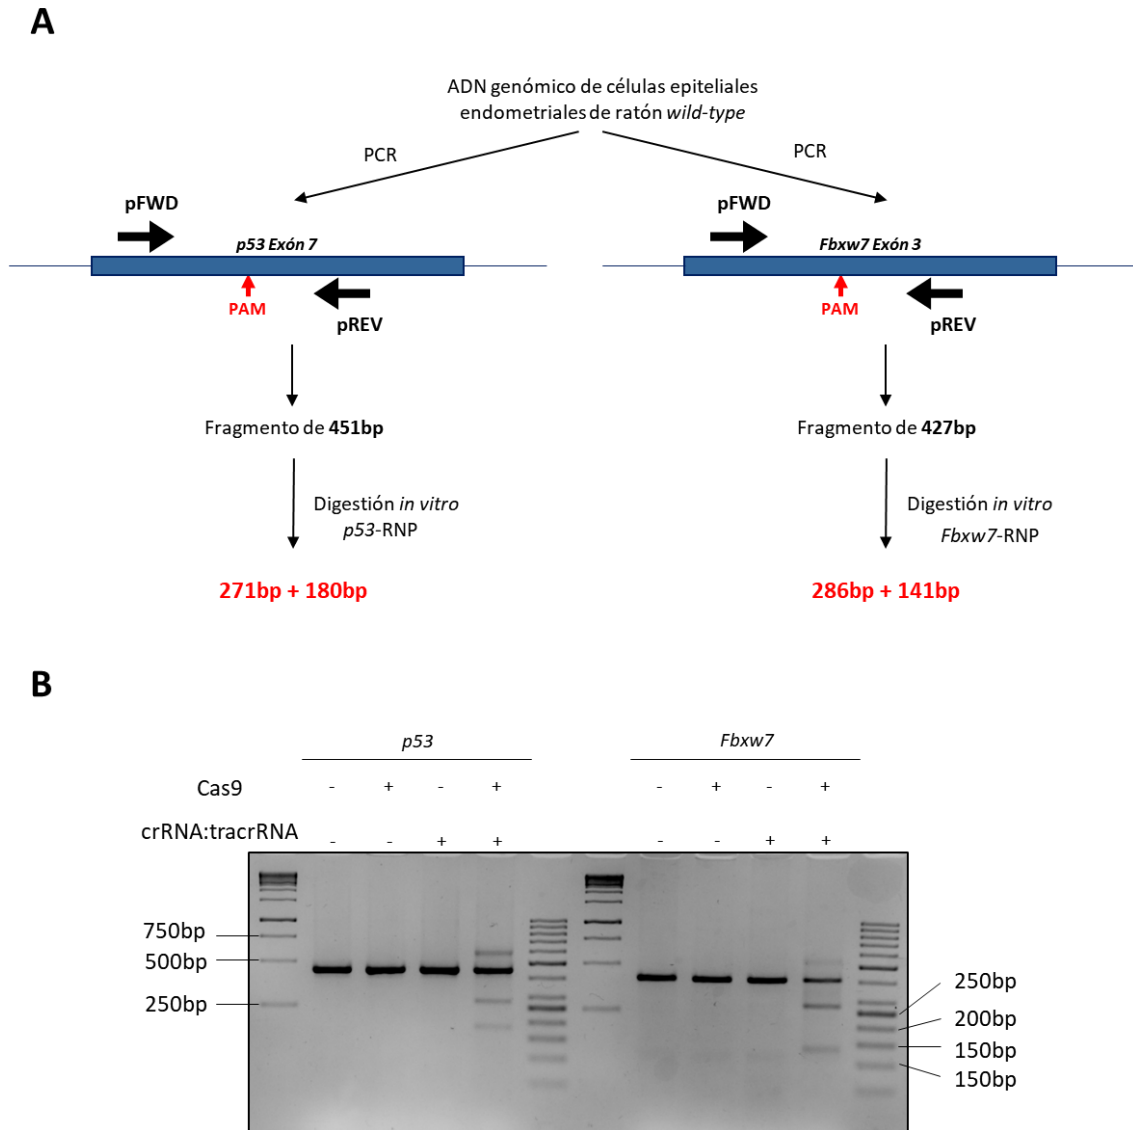 A
ADN genómico de células epiteliales
endometriales de ratón wild-type
PCR
PCR
pFWD
pFWD
p53 Exón 7
Fbxw7 Exón 3
PAM
PAM
pREV
pREV
Fragmento de 451bp
Fragmento de 427bp
Digestión in vitro
p53-RNP
Digestión in vitro
Fbxw7-RNP
271bp + 180bp
286bp + 141bp
B
p53
Fbxw7
Cas9 - + - + - + - +
crRNA:tracrRNA - - + + - - + +
750bp
500bp
250bp
250bp
200bp
150bp
150bp